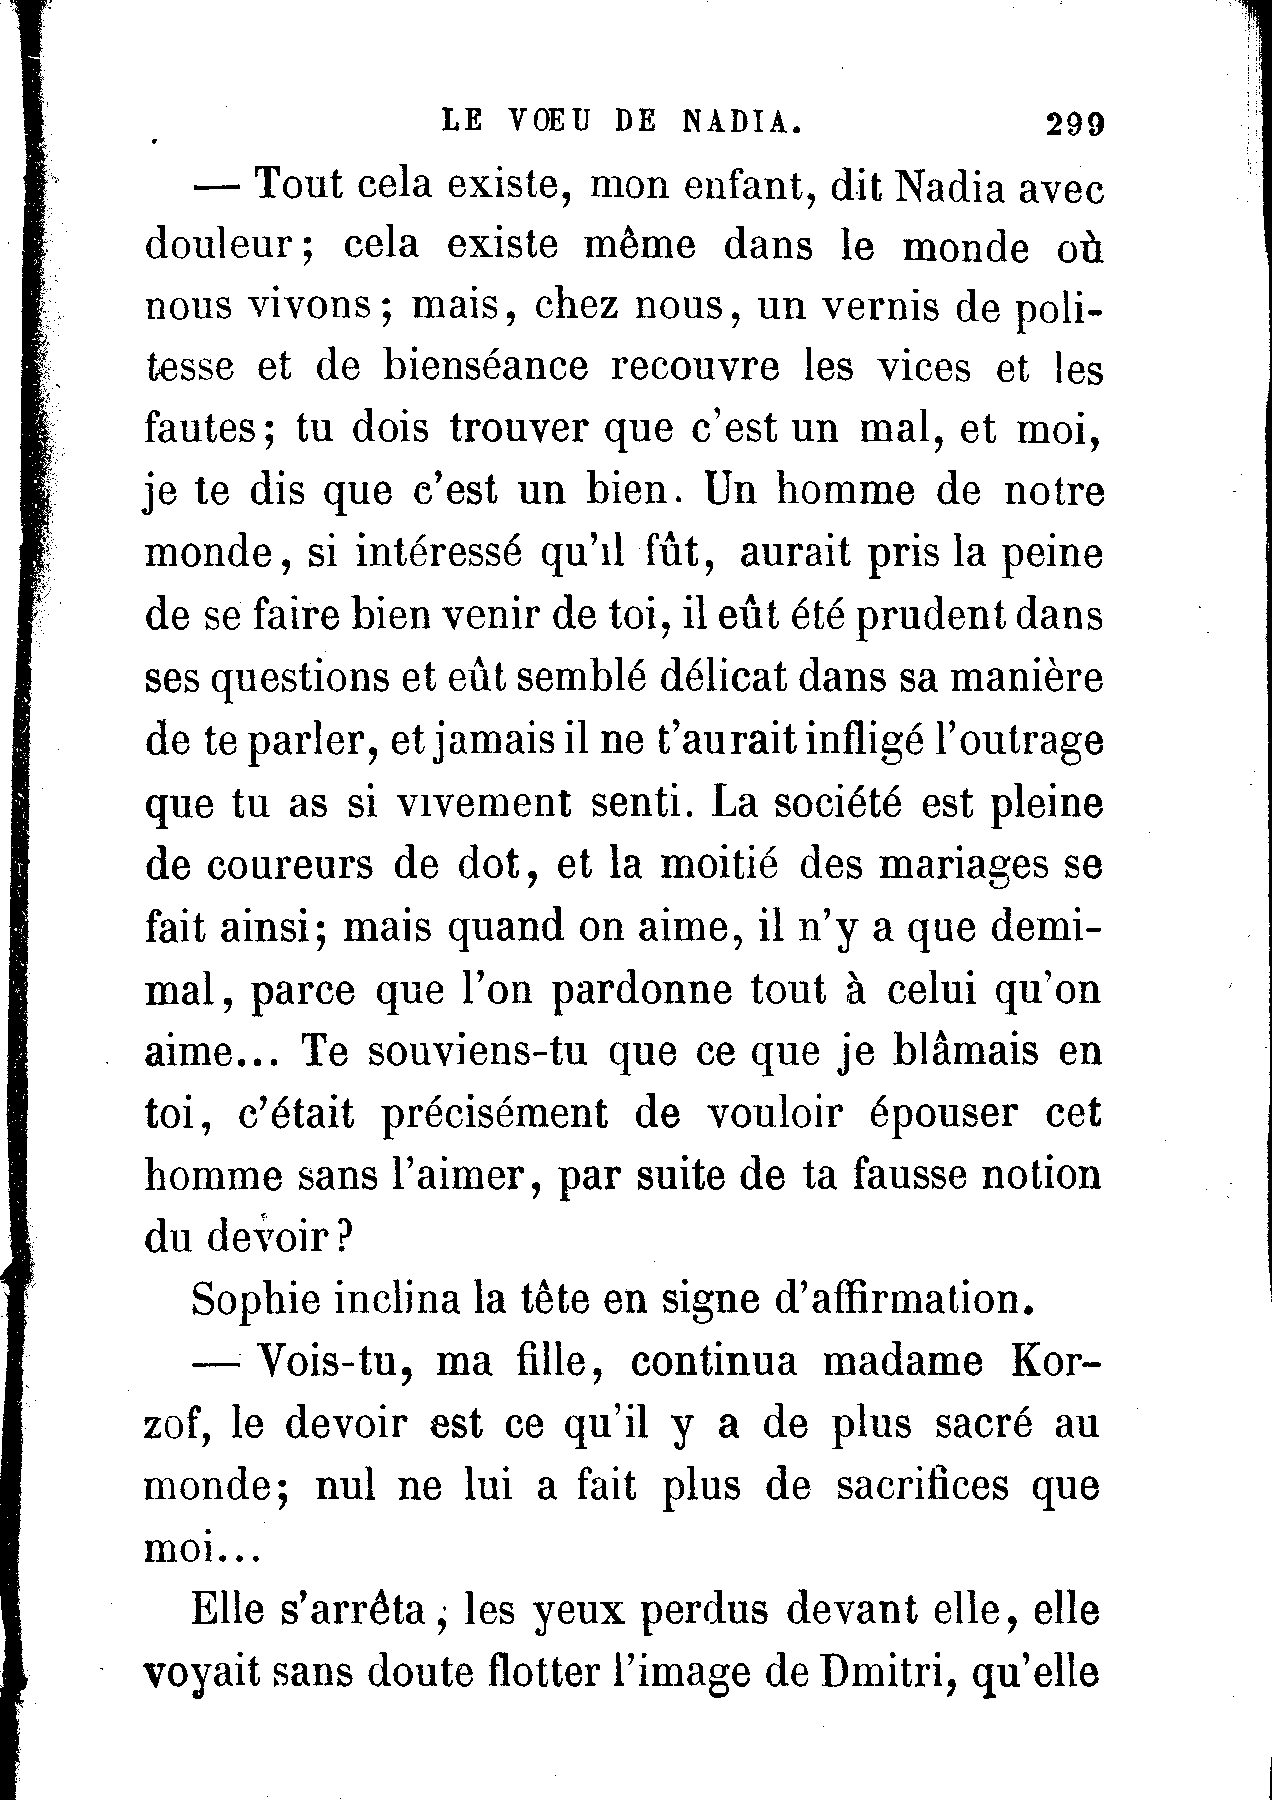 LE VŒU DE NADIA. 299
— Tout cela existe, mon enfant, dit Nadia avec
douleur; cela existe même dans le monde où
nous vivons; mais, chez nous, un vernis de poli-
tesse et de bienséance recouvre les vices et les
fautes; tu dois trouver que c'est un mal, et moi,
je te dis que c'est un bien. Un homme de notre
monde, si intéressé qu'il fût, aurait pris la peine
de se faire bien venir de toi, il eût été prudent dans
ses questions et eût semblé délicat dans sa manière
de te parler, et jamais il ne t'aurait infligé l'outrage
que tu as si vivement senti. La société est pleine
de coureurs de dot, et la moitié des mariages se
fait ainsi; mais quand on aime, il n'y a que demi-
mal, parce que l'on pardonne tout à celui qu'on
aime... Te souviens-tu que ce que je blâmais en
toi, c'était précisément de vouloir épouser cet
homme sans l'aimer, par suite de ta fausse notion
du devoir?
Sophie inclina la tête en signe d'affirmation.
— Vois-tu, ma fille, continua madame Kor-
zof, le devoir est ce qu'il y a de plus sacré au
monde; nul ne lui a fait plus de sacrifices que
moi...
Elle s'arrêta, les yeux perdus devant elle, elle
voyait sans doute flotter l'image de Dmitri, qu'elle